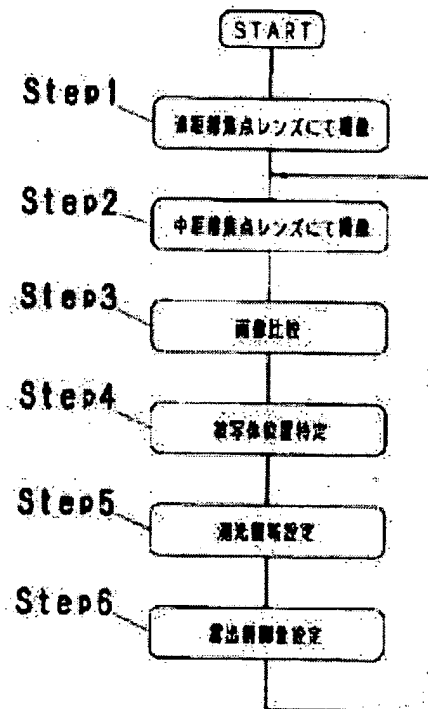 START
Step1
遠距離焦点レンズにて撮像
Step2
中距離焦点レンズにて撮像
Step3
画像比較
Step4
被写体位置特定
Step5
測光領域設定
Step6
露出制御量設定